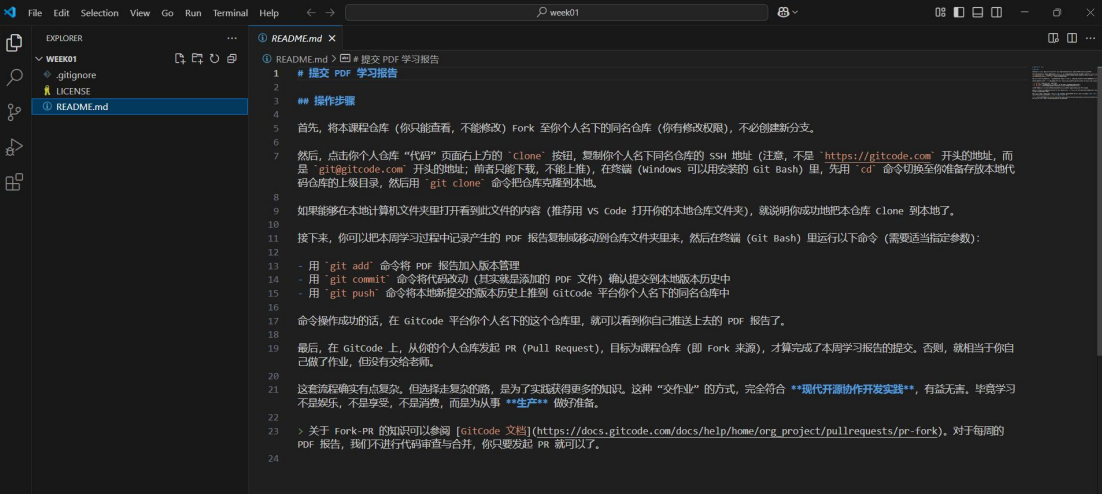 File Edit Selection View Go Run Terminal Help
week01
EXPLORER
README.md
WEEK01
.gitignore
LICENSE
README.md
README.md > # 提交 PDF 学习报告
1 # 提交 PDF 学习报告
2
3 ## 操作步骤
4
5 首先，将本课程仓库 (你只能查看，不能修改) Fork 至你个人名下的同名仓库 (你有修改权限)，不必创建新分支。
6
7 然后，点击你个人仓库 “代码” 页面右上方的 `Clone` 按钮，复制你个人名下同名仓库的 SSH 地址 (注意，不是 `https://gitcode.com` 开头的地址，而
是 `git@gitcode.com` 开头的地址；前者只能下载，不能上推)，在终端 (Windows 可以用安装的 Git Bash) 里，先用 `cd` 命令切换至你准备存放本地代
码仓库的上级目录，然后用 `git clone` 命令把仓库克隆到本地。
8
9 如果能够在本地计算机文件夹里打开看到此文件的内容 (推荐用 VS Code 打开你的本地仓库文件夹)，就说明你成功地把本仓库 Clone 到本地了。
10
11 接下来，你可以把本周学习过程中记录产生的 PDF 报告复制或移动到仓库文件夹里来，然后在终端 (Git Bash) 里运行以下命令 (需要适当指定参数)：
12
13 - 用 `git add` 命令将 PDF 报告加入版本管理
14 - 用 `git commit` 命令将代码改动 (其实就是添加的 PDF 文件) 确认提交到本地版本历史中
15 - 用 `git push` 命令将本地新提交的版本历史上推到 GitCode 平台你个人名下的同名仓库中
16
17 命令操作成功的话，在 GitCode 平台你个人名下的这个仓库里，就可以看到你自己推送上去的 PDF 报告了。
18
19 最后，在 GitCode 上，从你的个人仓库发起 PR (Pull Request)，目标为课程仓库 (即 Fork 来源)，才算完成了本周学习报告的提交。否则，就相当于你自
己做了作业，但没有交给老师。
20
21 这套流程确实有点复杂。但选择走复杂的路，是为了实践获得更多的知识。这种 “交作业” 的方式，完全符合 **现代开源协作开发实践**，有益无害。毕竟学习
不是娱乐，不是享受，不是消费，而是为从事 **生产** 做好准备。
22
23 > 关于 Fork-PR 的知识可以参阅 [GitCode 文档](https://docs.gitcode.com/docs/help/home/org_project/pullrequests/pr-fork)。对于每周的
PDF 报告，我们不进行代码审查与合并，你只要发起 PR 就可以了。
24